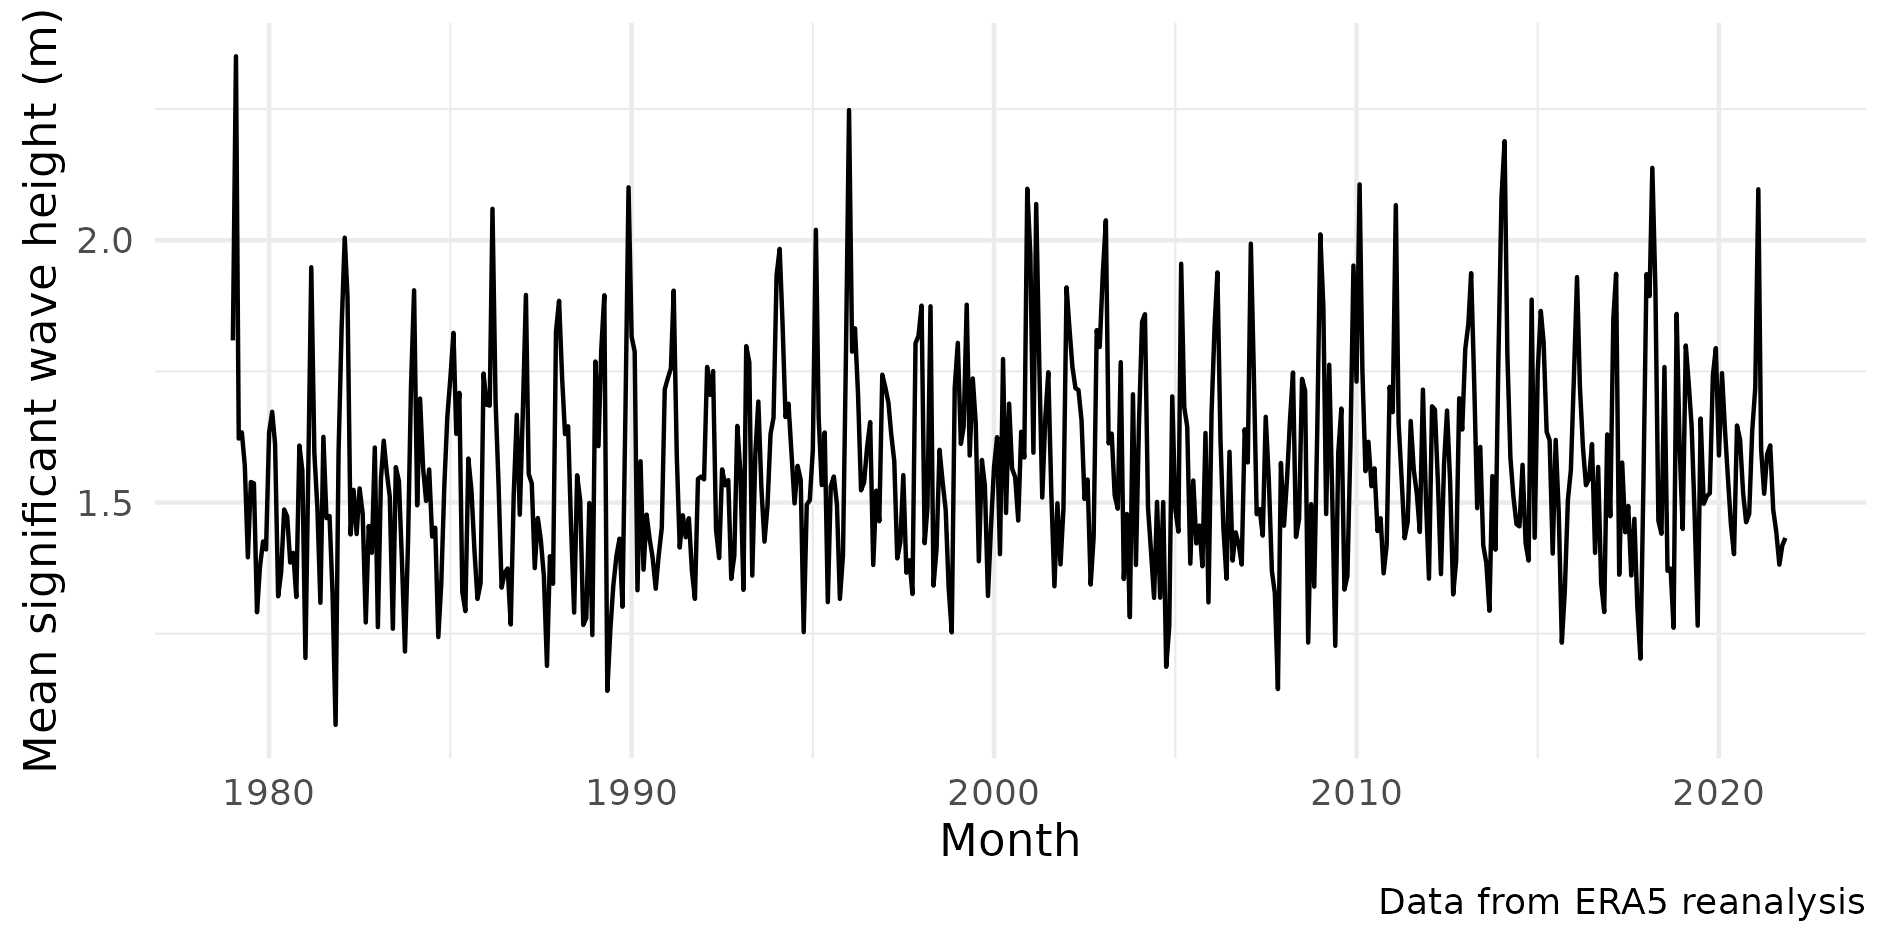 Mean significant wave height (m)
2.0
1.5
1980 1990 2000 2010 2020
Month
Data from ERA5 reanalysis